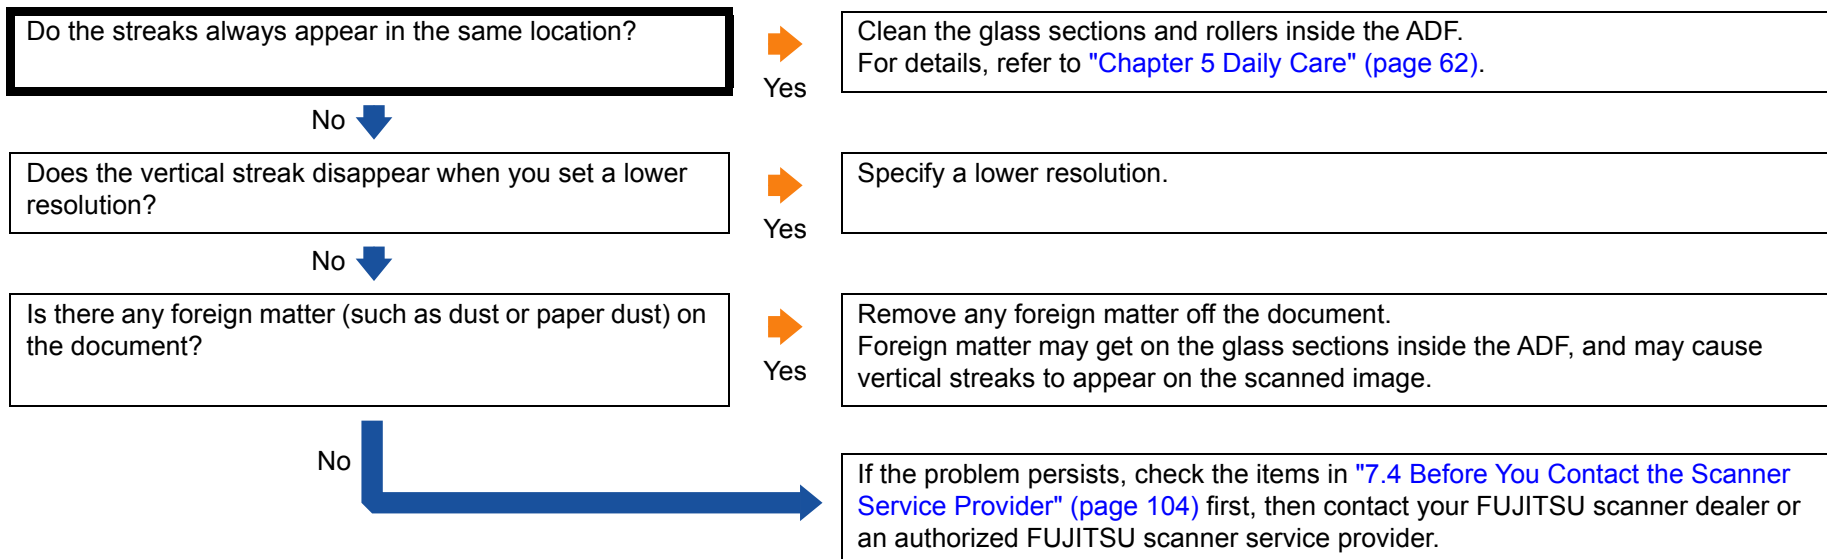 Do the streaks always appear in the same location?
Yes
Clean the glass sections and rollers inside the ADF.
For details, refer to "Chapter 5 Daily Care" (page 62).
No
Does the vertical streak disappear when you set a lower
resolution?
Yes
Specify a lower resolution.
No
Is there any foreign matter (such as dust or paper dust) on
the document?
Yes
Remove any foreign matter off the document.
Foreign matter may get on the glass sections inside the ADF, and may cause
vertical streaks to appear on the scanned image.
No
If the problem persists, check the items in "7.4 Before You Contact the Scanner
Service Provider" (page 104) first, then contact your FUJITSU scanner dealer or
an authorized FUJITSU scanner service provider.